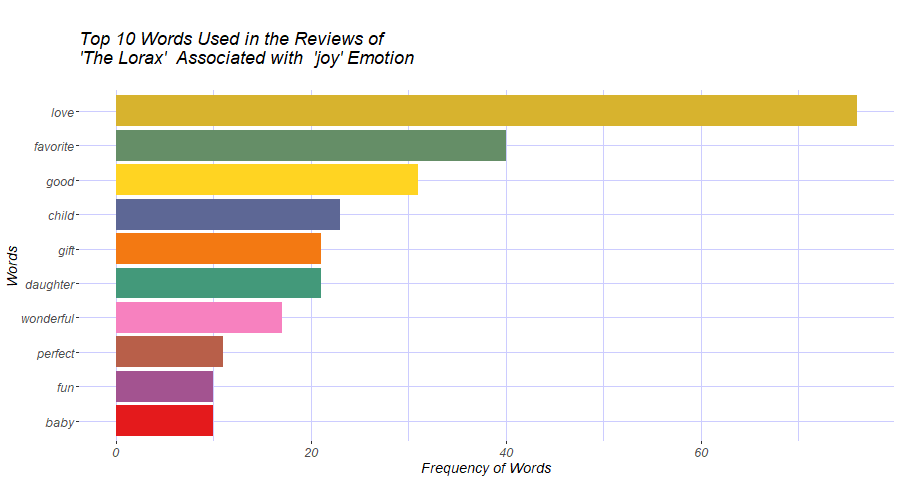 Top 10 Words Used in the Reviews of
'The Lorax'  Associated with  'joy' Emotion
love
favorite
good
child
gift
daughter
wonderful
perfect
fun
baby
Words
0 20 40 60
Frequency of Words